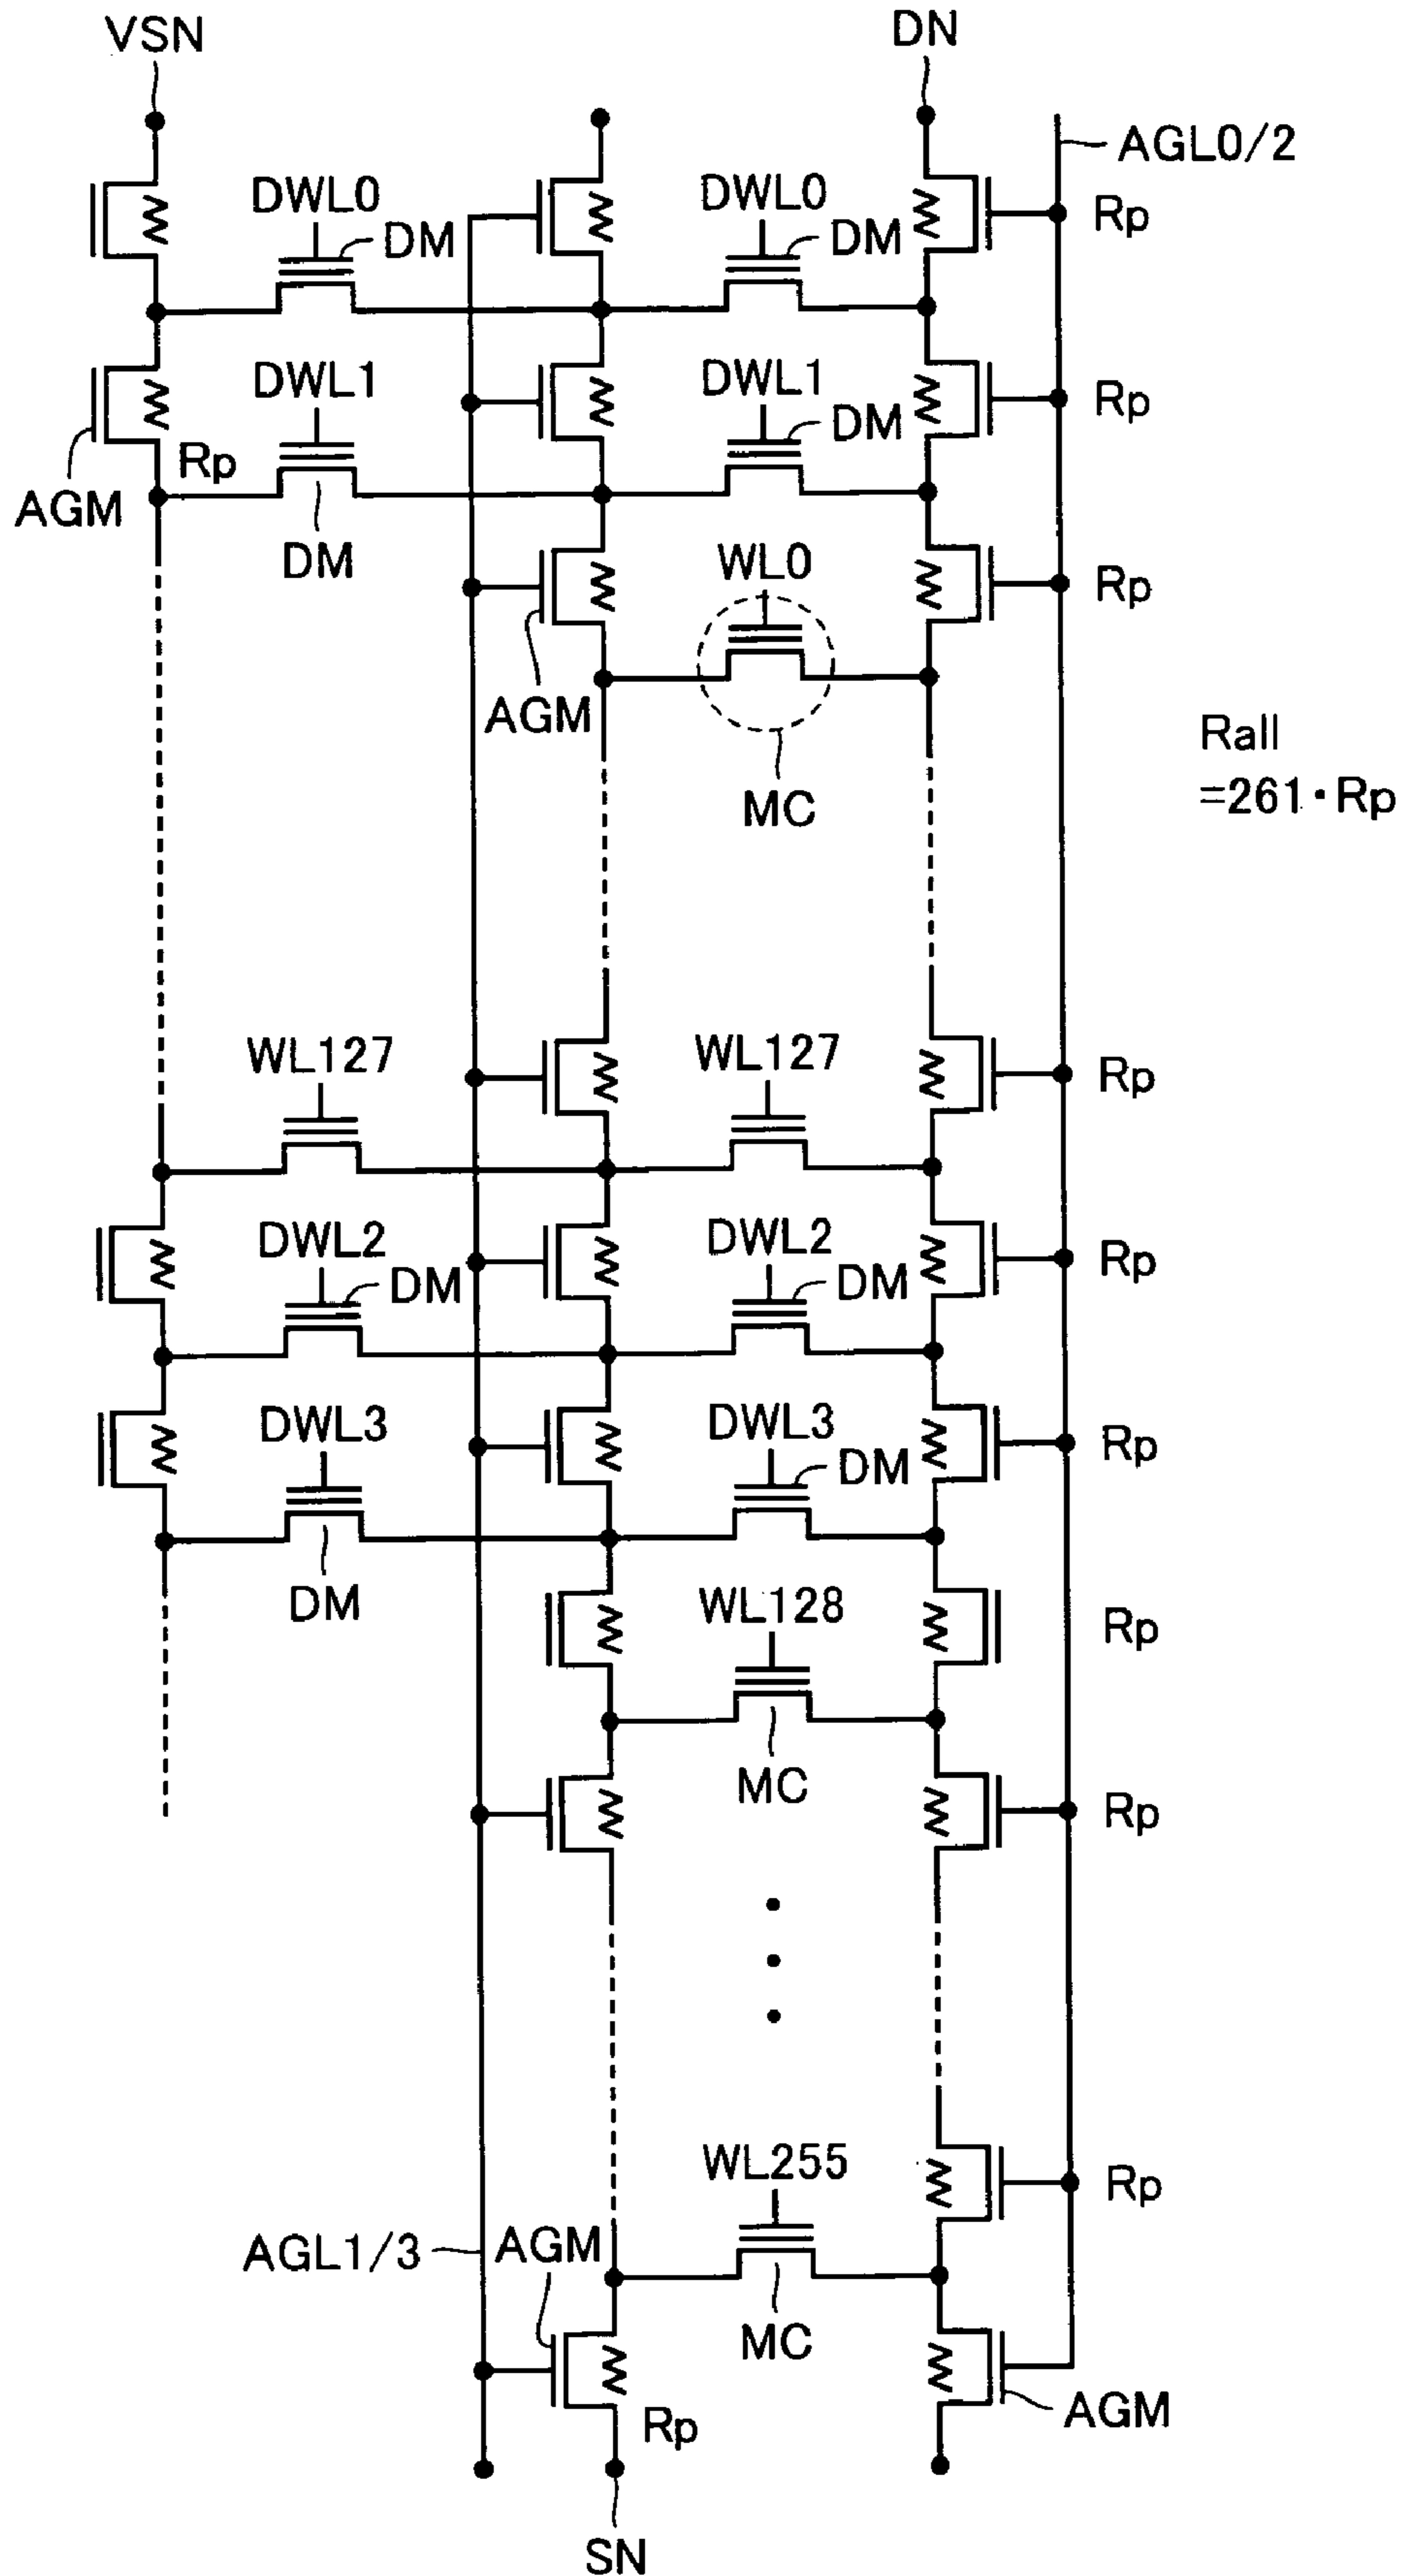 VSN
DN
AGL0/2
DWL0
DM
DWL0
DM
Rp
DWL1
DWL1
DM
Rp
Rp
AGM
DM
WL0
Rp
AGM
MC
Rall
=261・Rp
WL127
WL127
Rp
DWL2
DM
DWL2
DM
Rp
DWL3
DWL3
DM
Rp
DM
WL128
Rp
MC
Rp
WL255
Rp
AGL1/3
AGM
MC
AGM
Rp
SN